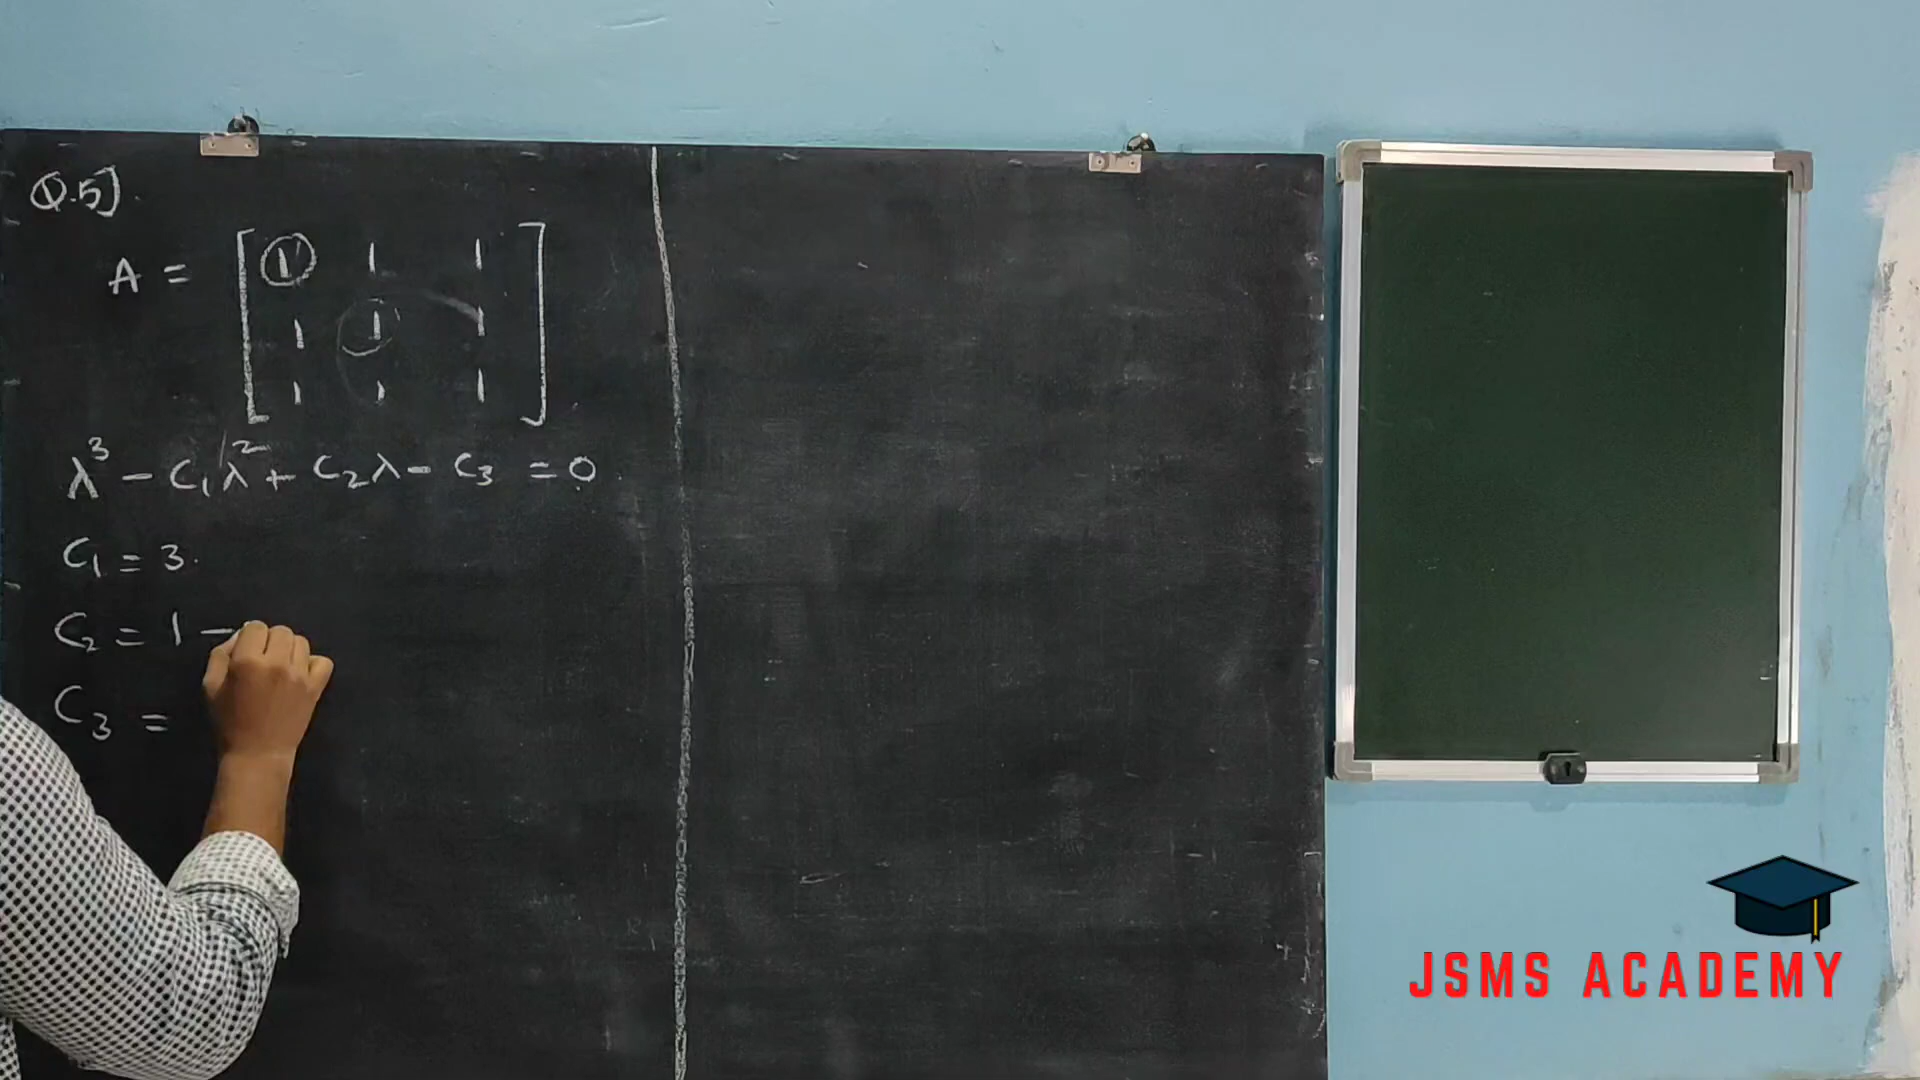 Q.5]
A = [ 1 1 1
1 1 1
1 1 1 ]
λ³ - C₁λ² + C₂λ - C₃ = 0
C₁ = 3.
C₂ = 1 -
C₃ =
JSMS ACADEMY